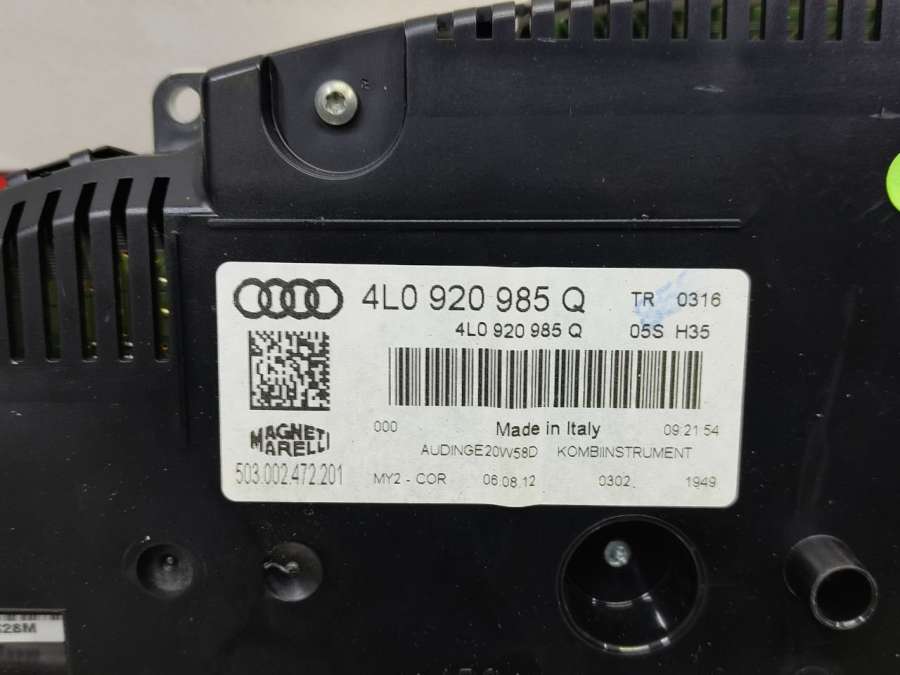 4L0 920 985 Q TR 0316
4L0 920 985 Q 05S H35
000 Made in Italy 09:21:54
MAGNETI MARELLI
AUDINGE20W58D KOMBIINSTRUMENT
503.002.472.201 MY2 - COR 06.08.12 0302 1949